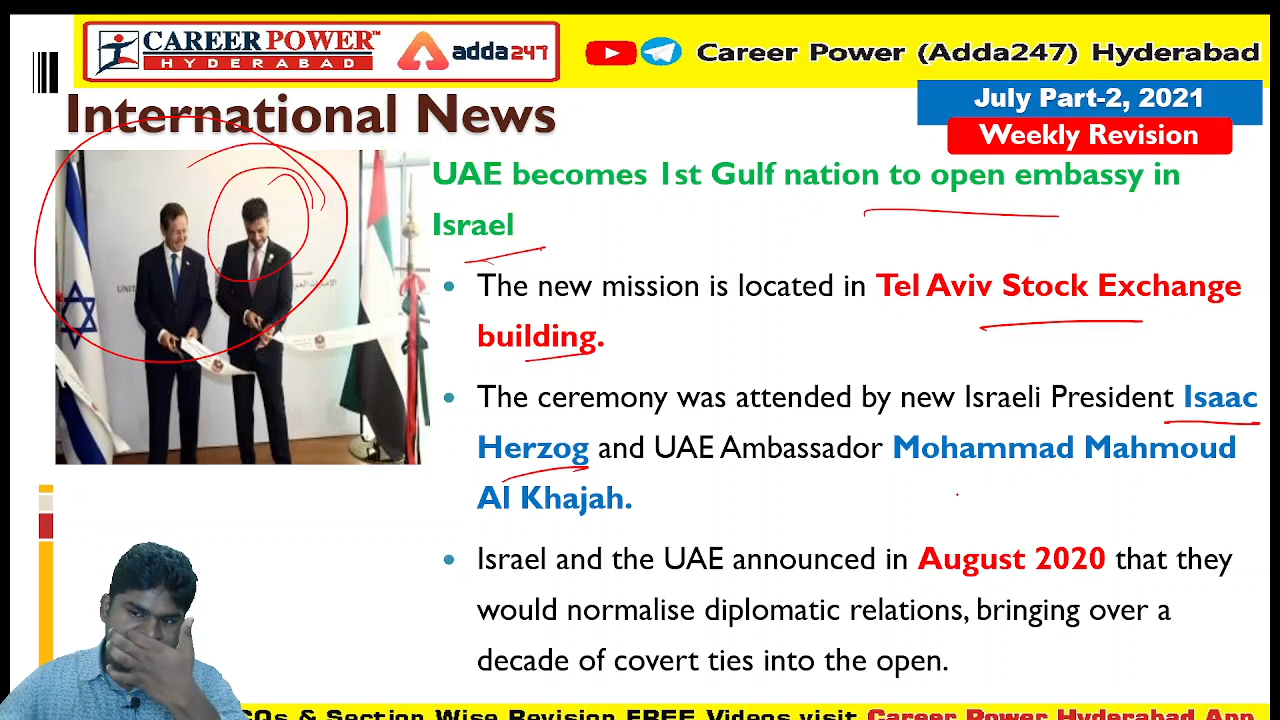 CAREER POWER™
HYDERABAD
adda247
Career Power (Adda247) Hyderabad
International News
July Part-2, 2021
Weekly Revision
UAE becomes 1st Gulf nation to open embassy in
Israel
• The new mission is located in Tel Aviv Stock Exchange
building.
• The ceremony was attended by new Israeli President Isaac
Herzog and UAE Ambassador Mohammad Mahmoud
Al Khajah.
• Israel and the UAE announced in August 2020 that they
would normalise diplomatic relations, bringing over a
decade of covert ties into the open.
& Section Wise Revision FREE Videos visit Career Power Hyderabad App